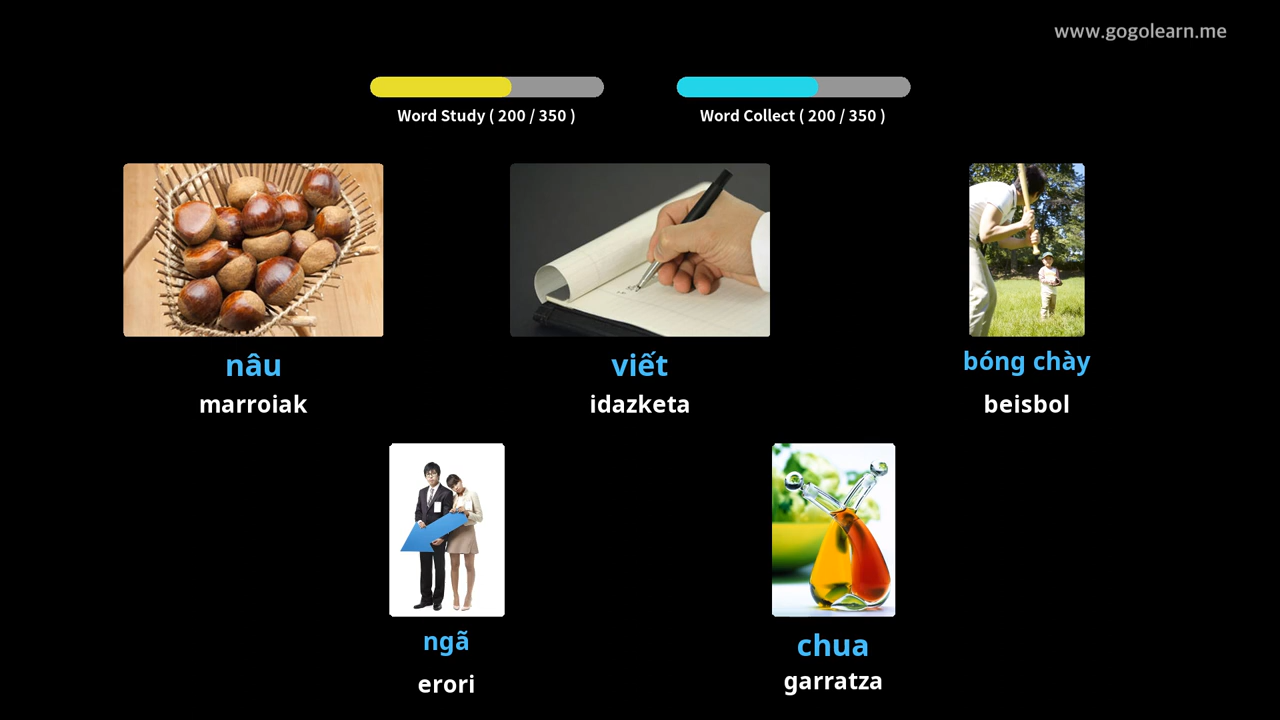 www.gogolearn.me
Word Study ( 200 / 350 )
Word Collect ( 200 / 350 )
nâu
marroiak
viết
idazketa
bóng chày
beisbol
ngã
erori
chua
garratza